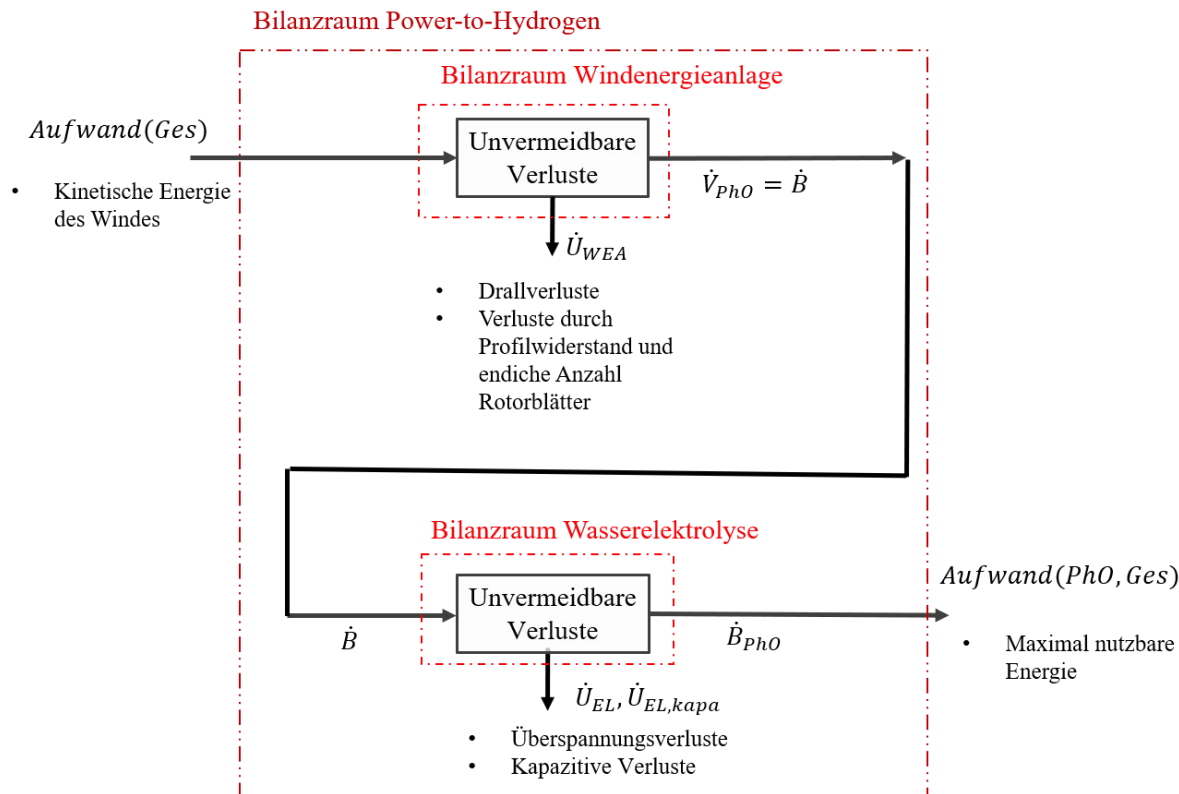 Bilanzraum Power-to-Hydrogen
Bilanzraum Windenergieanlage
Aufwand(Ges)
• Kinetische Energie
des Windes
Unvermeidbare
Verluste
V̇_PhO = Ḃ
U̇_WEA
• Drallverluste
• Verluste durch
Profilwiderstand und
endiche Anzahl
Rotorblätter
Bilanzraum Wasserelektrolyse
Ḃ
Unvermeidbare
Verluste
Ḃ_PhO
Aufwand(PhO, Ges)
• Maximal nutzbare
Energie
U̇_EL, U̇_EL,kapa
• Überspannungsverluste
• Kapazitive Verluste